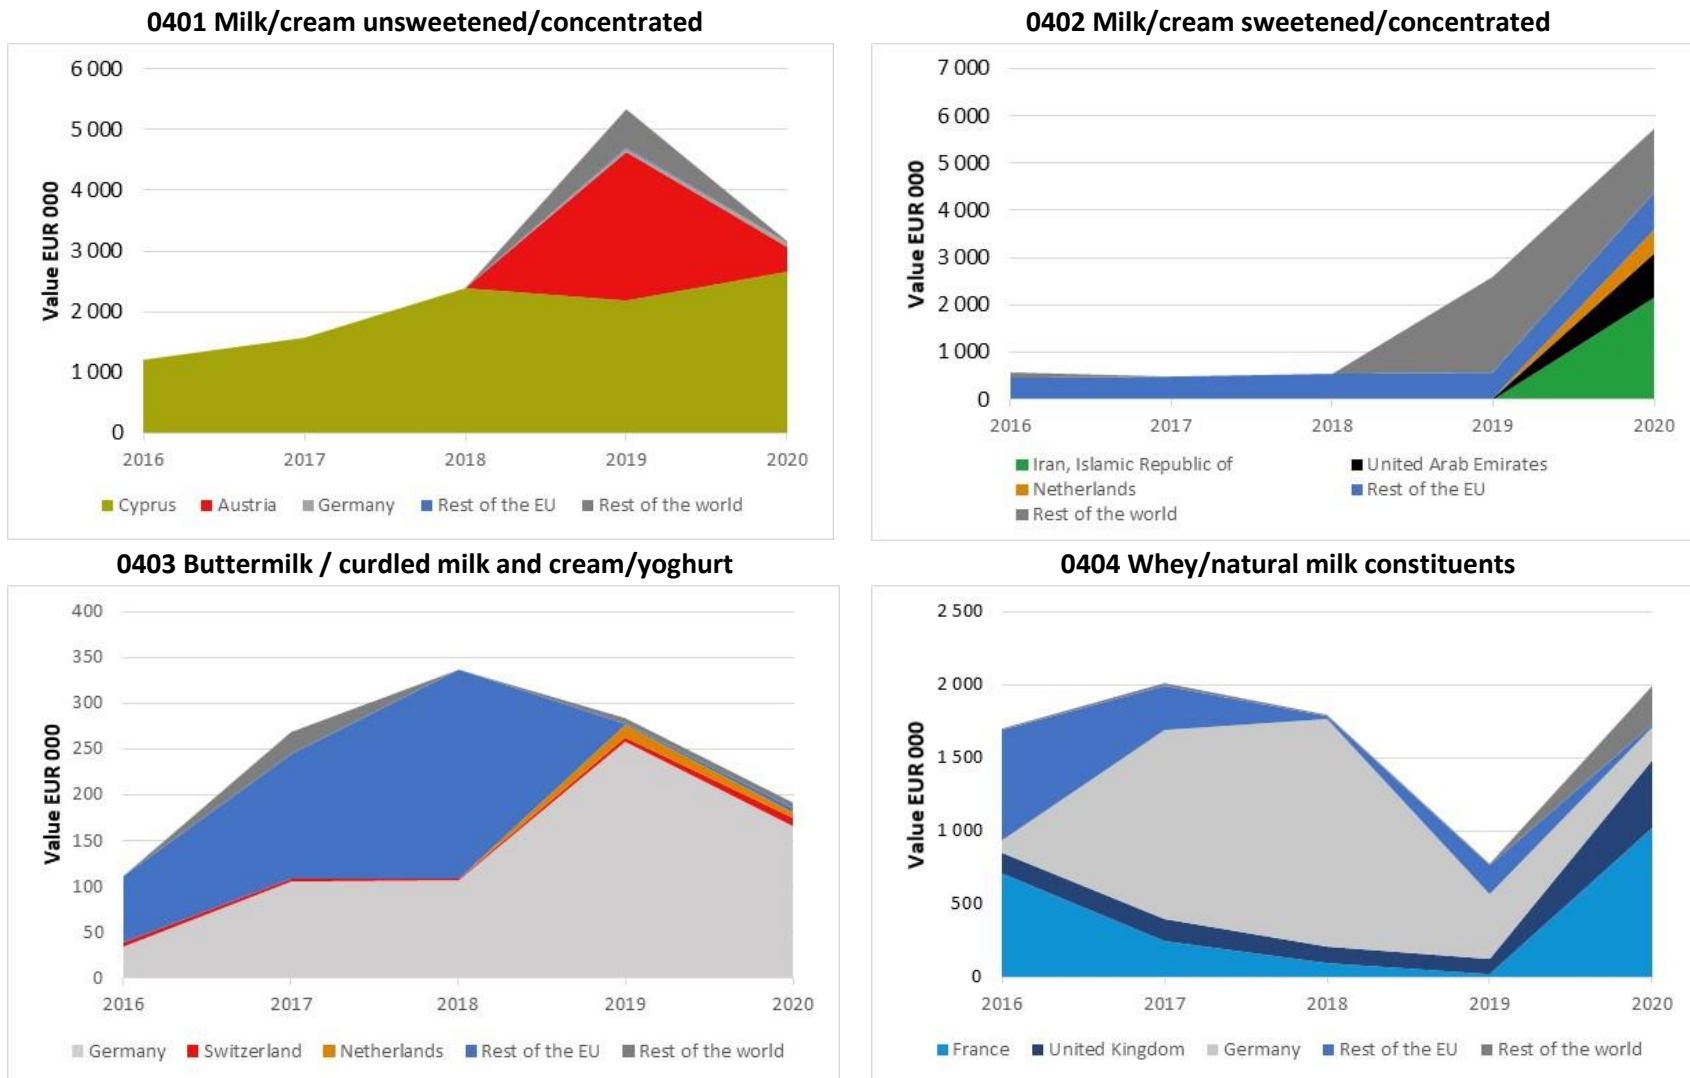 0401 Milk/cream unsweetened/concentrated
Value EUR 000
6 000
5 000
4 000
3 000
2 000
1 000
0
2016 2017 2018 2019 2020
Cyprus Austria Germany Rest of the EU Rest of the world
0402 Milk/cream sweetened/concentrated
Value EUR 000
7 000
6 000
5 000
4 000
3 000
2 000
1 000
0
2016 2017 2018 2019 2020
Iran, Islamic Republic of United Arab Emirates
Netherlands Rest of the EU
Rest of the world
0403 Buttermilk / curdled milk and cream/yoghurt
Value EUR 000
400
350
300
250
200
150
100
50
0
2016 2017 2018 2019 2020
Germany Switzerland Netherlands Rest of the EU Rest of the world
0404 Whey/natural milk constituents
Value EUR 000
2 500
2 000
1 500
1 000
500
0
2016 2017 2018 2019 2020
France United Kingdom Germany Rest of the EU Rest of the world